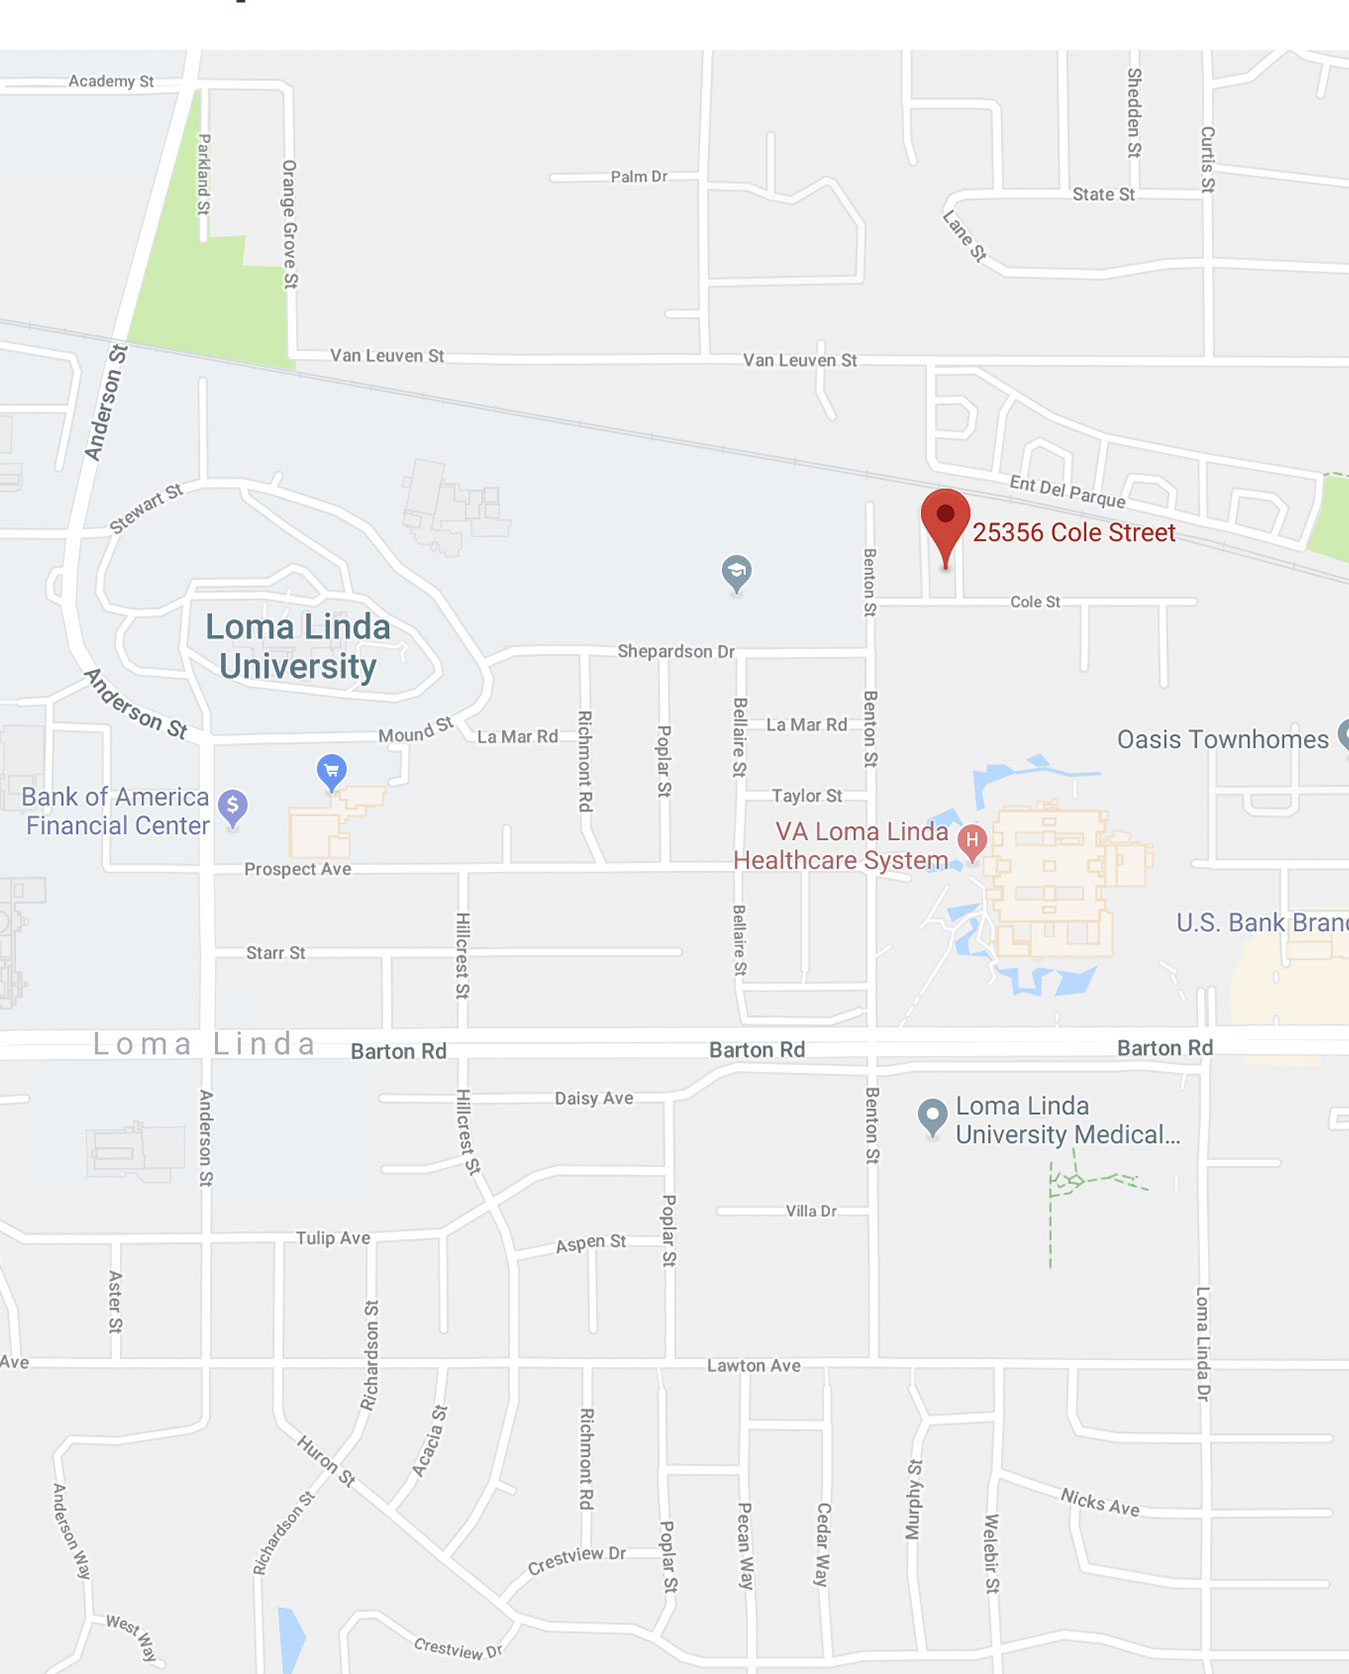 Academy St
Parkland St
Orange Grove St
Palm Dr
Shedden St
Curtis St
State St
Lane St
Van Leuven St
Van Leuven St
Anderson St
Stewart St
Ent Del Parque
25356 Cole Street
Benton St
Cole St
Loma Linda
University
Shepardson Dr
Anderson St
Mound St
La Mar Rd
Richmont Rd
Poplar St
Bellaire St
La Mar Rd
Benton St
Oasis Townhomes
Bank of America
Financial Center
$
Taylor St
VA Loma Linda
Healthcare System
H
Prospect Ave
Starr St
Hillcrest St
Bellaire St
U.S. Bank Branc
Loma Linda
Barton Rd
Barton Rd
Barton Rd
Anderson St
Hillcrest St
Daisy Ave
Benton St
Loma Linda
University Medical...
Poplar St
Villa Dr
Tulip Ave
Aspen St
Aster St
Richardson St
Loma Linda Dr
Ave
Lawton Ave
Huron St
Acacia St
Richmont Rd
Anderson Way
Richardson St
Crestview Dr
Poplar St
Pecan Way
Cedar Way
Murphy St
Welebir St
Nicks Ave
West Way
Crestview Dr